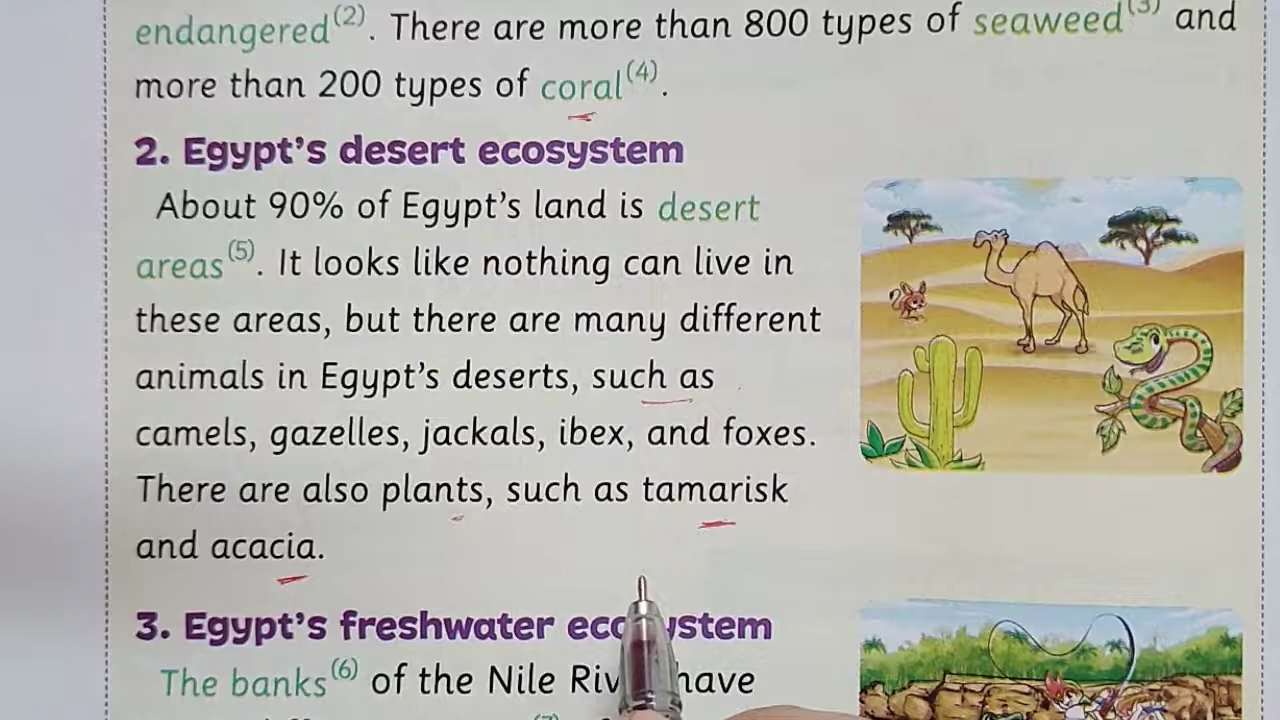 endangered(2). There are more than 800 types of seaweed(3) and
more than 200 types of coral(4).
2. Egypt's desert ecosystem
About 90% of Egypt's land is desert
areas(5). It looks like nothing can live in
these areas, but there are many different
animals in Egypt's deserts, such as
camels, gazelles, jackals, ibex, and foxes.
There are also plants, such as tamarisk
and acacia.
3. Egypt's freshwater ecosystem
The banks(6) of the Nile River have
(7)